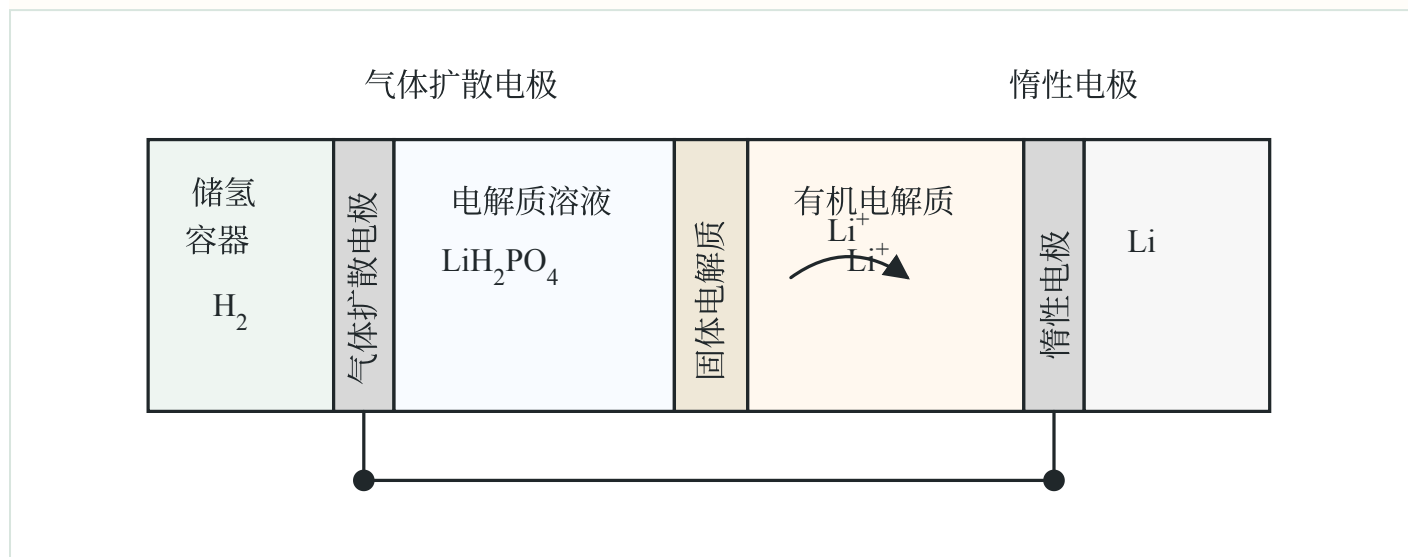 气体扩散电极
惰性电极
储氢
容器
H₂
气体扩散电极
电解质溶液
LiH₂PO₄
固体电解质
有机电解质
Li⁺
Li⁺
惰性电极
Li